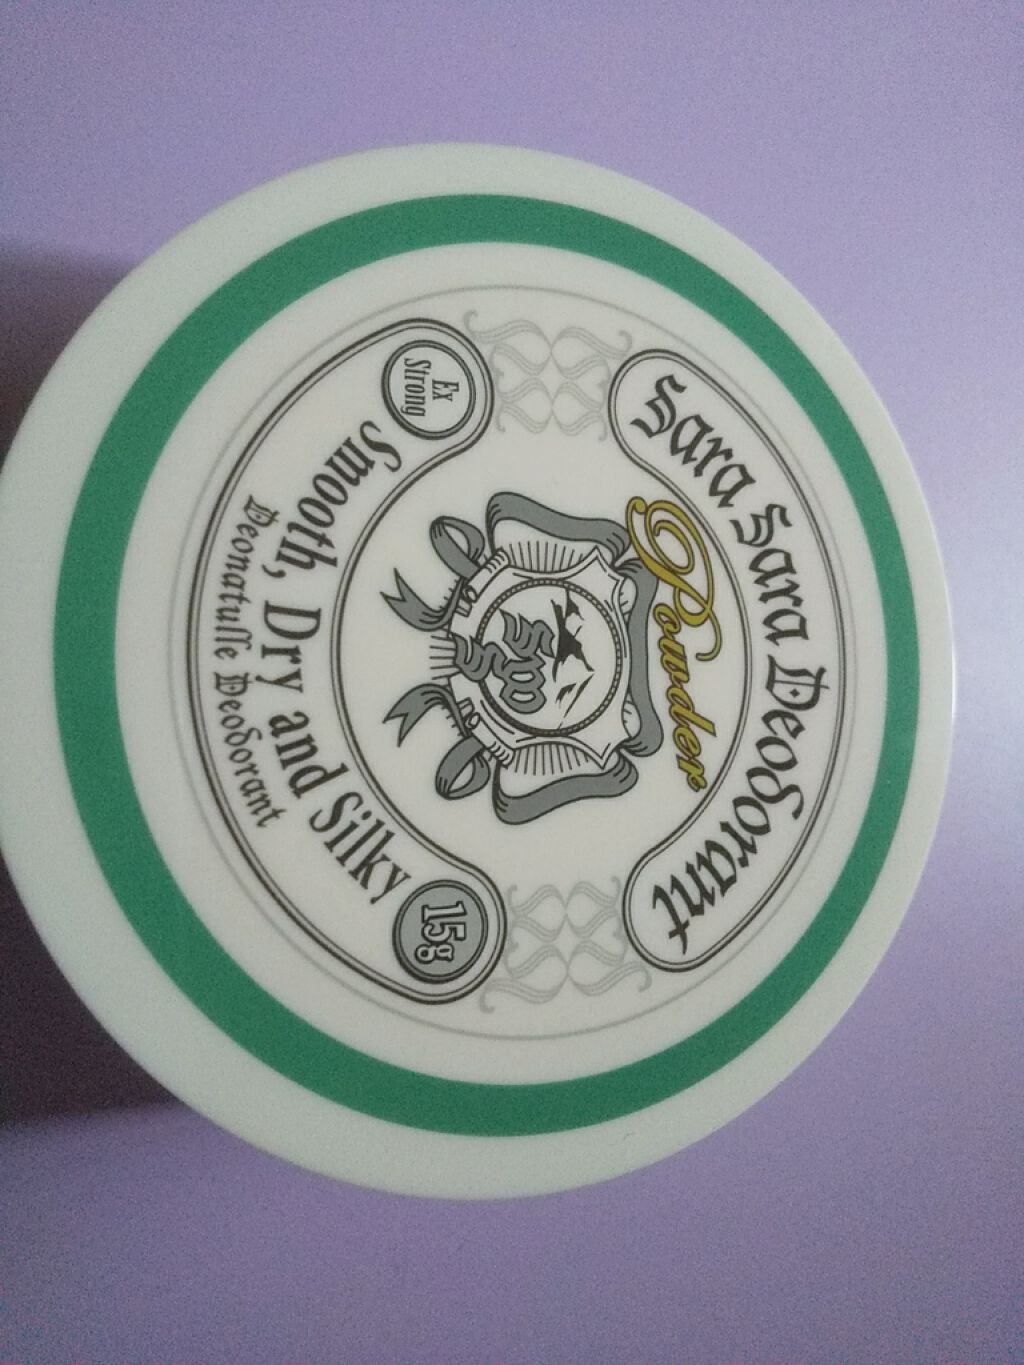 Sara Sara Deodorant
Powder
Ex
Strong
Smooth, Dry and Silky
15g
Deonatulle Deodorant